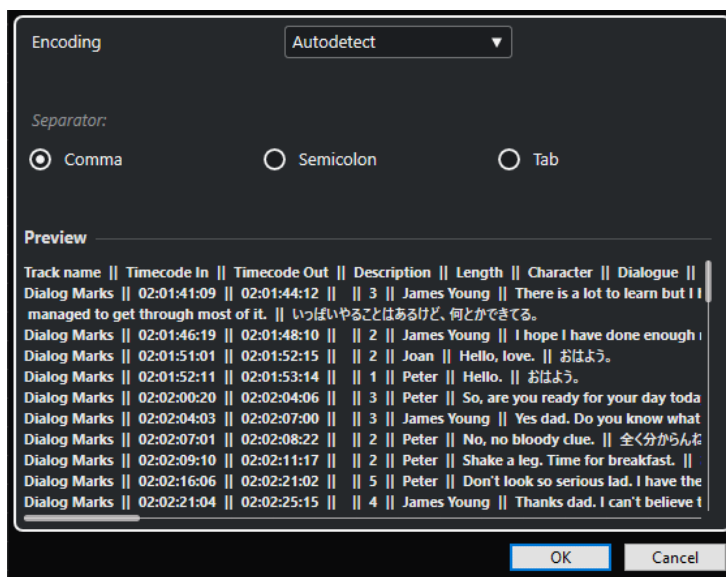 Encoding
Autodetect
Separator:
Comma
Semicolon
Tab
Preview
Track name || Timecode In || Timecode Out || Description || Length || Character || Dialogue ||
Dialog Marks || 02:01:41:09 || 02:01:44:12 || || 3 || James Young || There is a lot to learn but I
managed to get through most of it. || いっぱいやることはあるけど、何とかできてる。
Dialog Marks || 02:01:46:19 || 02:01:48:10 || || 2 || James Young || I hope I have done enough
Dialog Marks || 02:01:51:01 || 02:01:52:15 || || 2 || Joan || Hello, love. || おはよう。
Dialog Marks || 02:01:52:11 || 02:01:53:14 || || 1 || Peter || Hello. || おはよう。
Dialog Marks || 02:02:00:20 || 02:02:04:06 || || 3 || Peter || So, are you ready for your day toda
Dialog Marks || 02:02:04:03 || 02:02:07:00 || || 3 || James Young || Yes dad. Do you know what
Dialog Marks || 02:02:07:01 || 02:02:08:22 || || 2 || Peter || No, no bloody clue. || 全く分からんね
Dialog Marks || 02:02:09:10 || 02:02:11:17 || || 2 || Peter || Shake a leg. Time for breakfast. ||
Dialog Marks || 02:02:16:06 || 02:02:21:02 || || 5 || Peter || Don't look so serious lad. I have the
Dialog Marks || 02:02:21:04 || 02:02:25:15 || || 4 || James Young || Thanks dad. I can't believe t
OK
Cancel